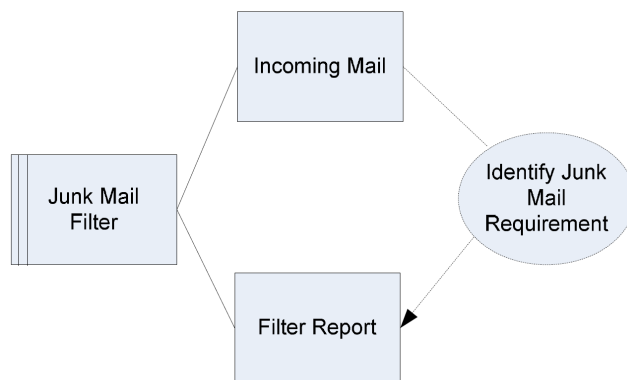 Incoming Mail
Junk Mail
Filter
Identify Junk
Mail
Requirement
Filter Report